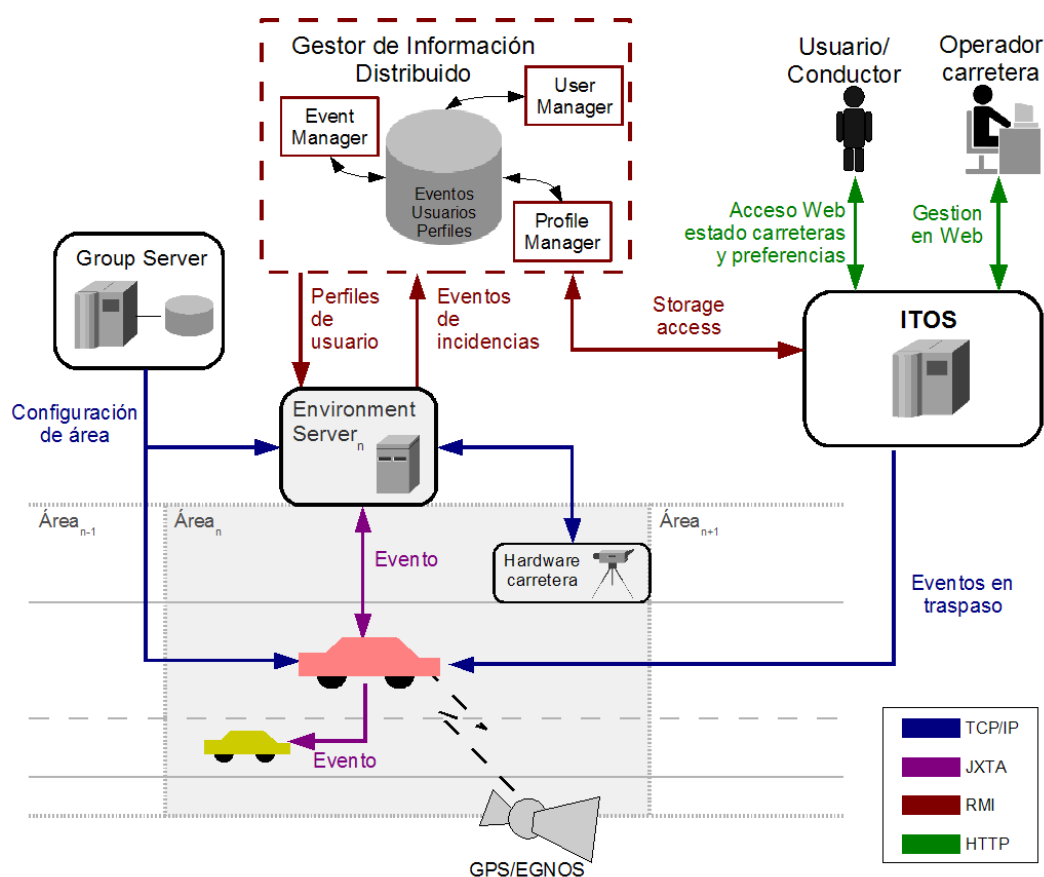 Gestor de Información
Distribuido
User
Manager
Event
Manager
Eventos
Usuarios
Perfiles
Profile
Manager
Usuario/
Conductor
Operador
carretera
Acceso Web
estado carreteras
y preferencias
Gestion
en Web
Group Server
Perfiles
de
usuario
Eventos
de
incidencias
Storage
access
ITOS
Configuración
de área
Environment
Server n
Área n-1
Área n
Área n+1
Evento
Hardware
carretera
Eventos en
traspaso
Evento
GPS/EGNOS
TCP/IP
JXTA
RMI
HTTP